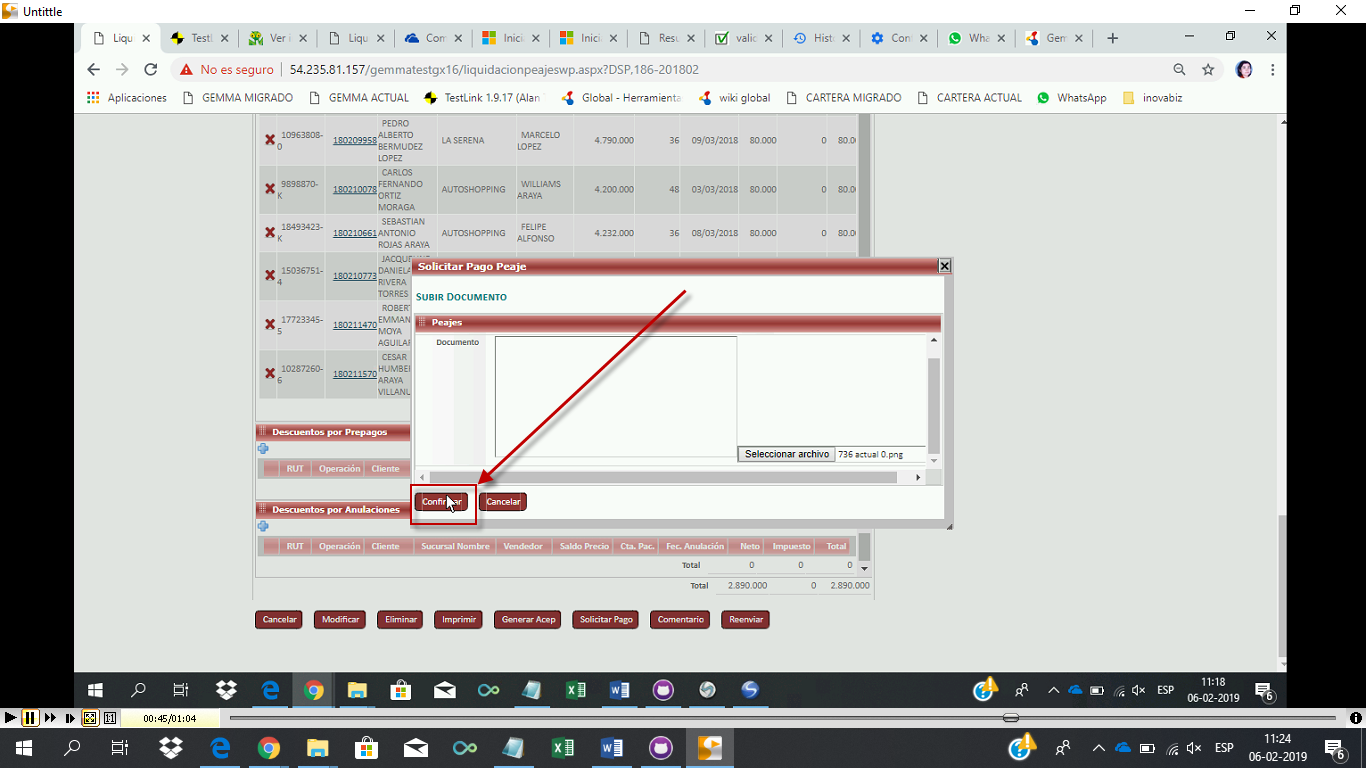 Untittle
Liqu
TestL
Ver i
Liqu
Com
Inici
Inici
Resu
valid
Hist
Con
Wha
Gem
No es seguro
54.235.81.157/gemmatestgx16/liquidacionpeajeswp.aspx?DSP,186-201802
Aplicaciones
GEMMA MIGRADO
GEMMA ACTUAL
TestLink 1.9.17 (Alan
Global - Herramienta
wiki global
CARTERA MIGRADO
CARTERA ACTUAL
WhatsApp
inovabiz
10963808-0 180209958 PEDRO ALBERTO BERMUDEZ LOPEZ LA SERENA MARCELO LOPEZ 4.790.000 36 09/03/2018 80.000 0 80.0
9898870-K 180210078 CARLOS FERNANDO ORTIZ MORAGA AUTOSHOPPING WILLIAMS ARAYA 4.200.000 48 03/03/2018 80.000 0 80.0
18493423-K 180210661 SEBASTIAN ANTONIO ROJAS ARAYA AUTOSHOPPING FELIPE ALFONSO 4.232.000 36 08/03/2018 80.000 0 80.0
15036751-4 180210773 DANIELA RIVERA TORRES
17723345-5 180211470 ROBER EMMAN MOYA AGUILAR
10287260-6 180211570 CESAR HUMBE ARAYA VILLANU
Solicitar Pago Peaje
SUBIR DOCUMENTO
Peajes
Documento
Seleccionar archivo 736 actual 0.png
Confirmar Cancelar
Descuentos por Prepagos
RUT Operación Cliente
Descuentos por Anulaciones
RUT Operación Cliente Sucursal Nombre Vendedor Saldo Precio Cta. Pac. Fec. Anulación Neto Impuesto Total
Total 0 0 0
Total 2.890.000 0 2.890.000
Cancelar Modificar Eliminar Imprimir Generar Acep Solicitar Pago Comentario Reenviar
ESP
11:18
06-02-2019
6
00:45/01:04
ESP
11:24
06-02-2019
6